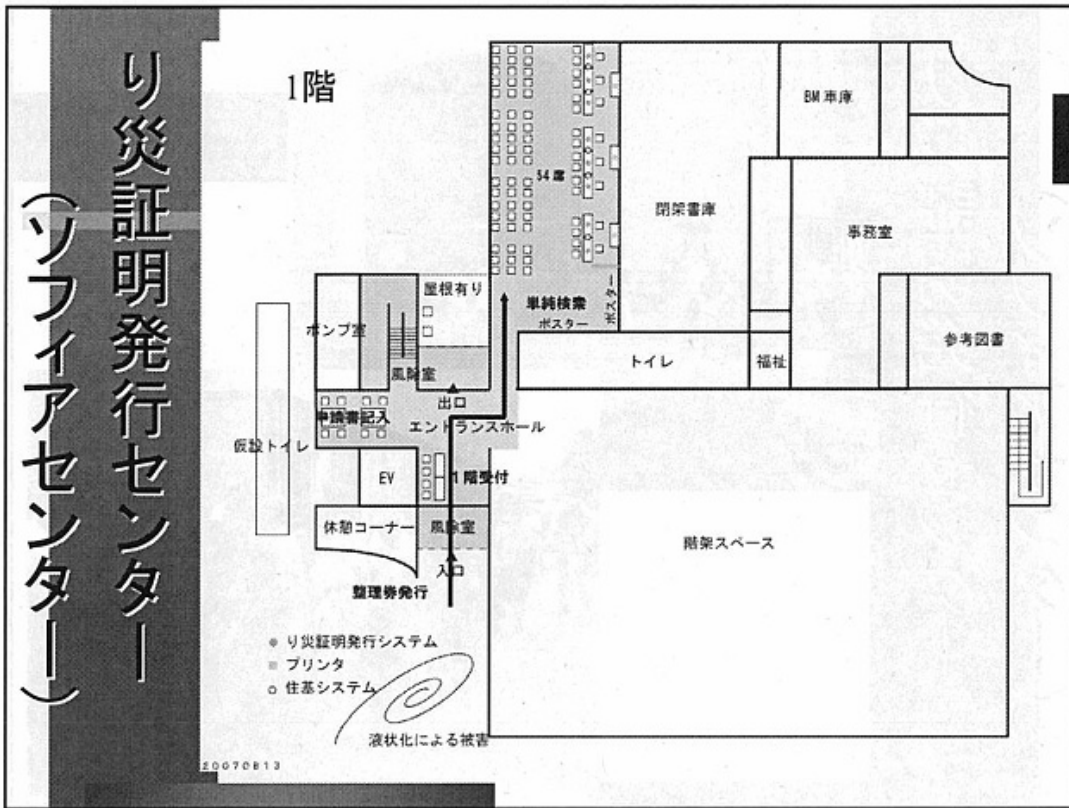 り災証明発行センター
(ソフィアセンター)
1階
BM車庫
54席
閉架書庫
事務室
屋根有り
ポンプ室
単純検索
ポスター
ポスター
トイレ
福祉
参考図書
風除室
出口
申請書記入
エントランスホール
仮設トイレ
EV
1階受付
休憩コーナー
風除室
階架スペース
入口
整理券発行
り災証明発行システム
プリンタ
住基システム
液状化による被害
20070813